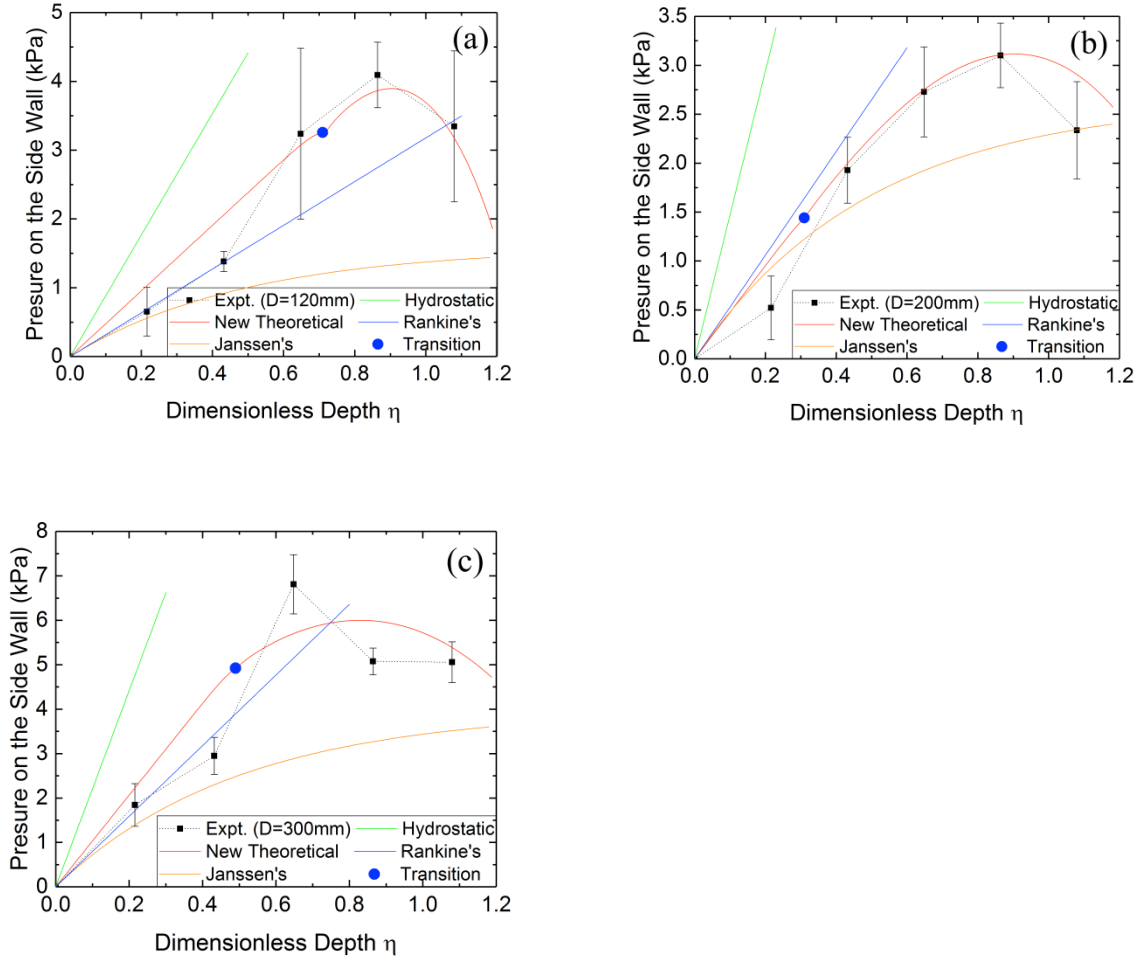 (a)
Presure on the Side Wall (kPa)
5
4
3
2
1
0
Expt. (D=120mm) Hydrostatic
New Theoretical Rankine's
Janssen's Transition
0.0 0.2 0.4 0.6 0.8 1.0 1.2
Dimensionless Depth η
(b)
Presure on the Side Wall (kPa)
3.5
3.0
2.5
2.0
1.5
1.0
0.5
0.0
Expt. (D=200mm) Hydrostatic
New Theoretical Rankine's
Janssen's Transition
0.0 0.2 0.4 0.6 0.8 1.0 1.2
Dimensionless Depth η
(c)
Presure on the Side Wall (kPa)
8
7
6
5
4
3
2
1
0
Expt. (D=300mm) Hydrostatic
New Theoretical Rankine's
Janssen's Transition
0.0 0.2 0.4 0.6 0.8 1.0 1.2
Dimensionless Depth η